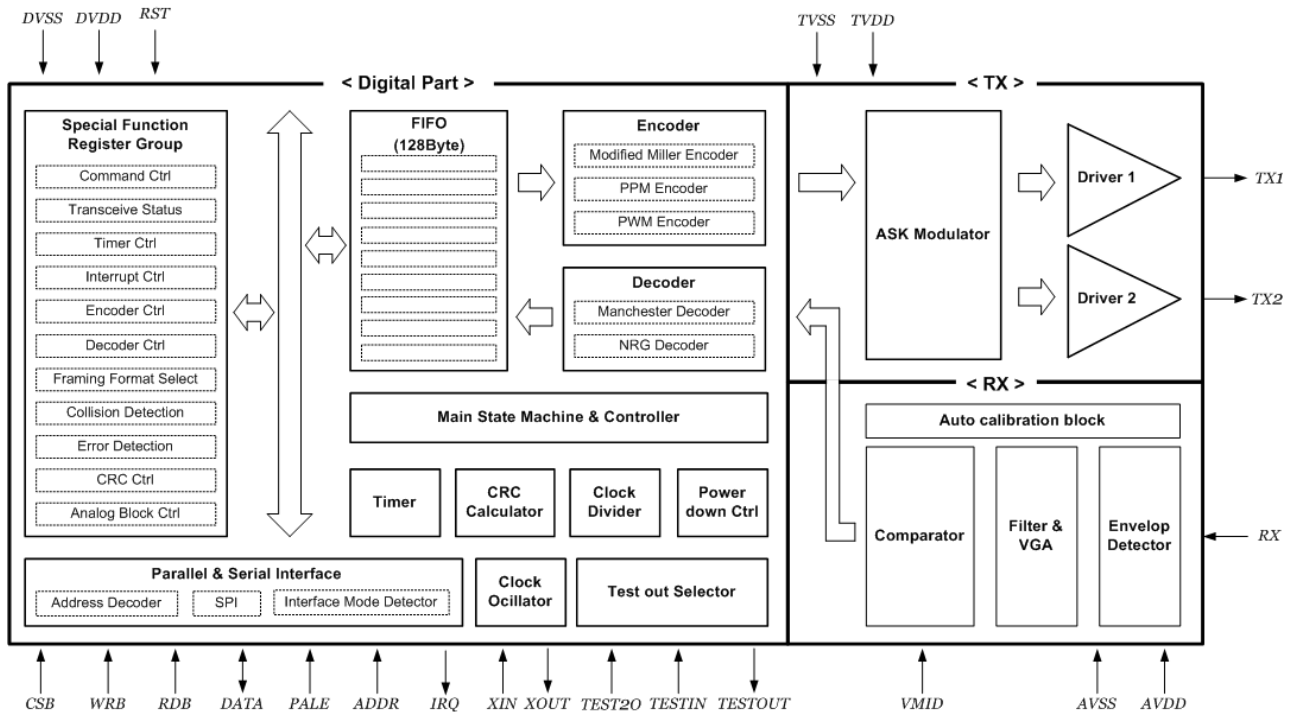 DVSS DVDD RST
TVSS TVDD
< Digital Part >
Special Function
Register Group
Command Ctrl
Transceive Status
Timer Ctrl
Interrupt Ctrl
Encoder Ctrl
Decoder Ctrl
Framing Format Select
Collision Detection
Error Detection
CRC Ctrl
Analog Block Ctrl
FIFO
(128Byte)
Encoder
Modified Miller Encoder
PPM Encoder
PWM Encoder
Decoder
Manchester Decoder
NRG Decoder
Main State Machine & Controller
Timer
CRC
Calculator
Clock
Divider
Power
down Ctrl
Parallel & Serial Interface
Address Decoder
SPI
Interface Mode Detector
Clock
Ocillator
Test out Selector
< TX >
ASK Modulator
Driver 1
TX1
Driver 2
TX2
< RX >
Auto calibration block
Comparator
Filter &
VGA
Envelop
Detector
RX
CSB WRB RDB DATA PALE ADDR IRQ XIN XOUT TEST2O TESTIN TESTOUT VMID AVSS AVDD